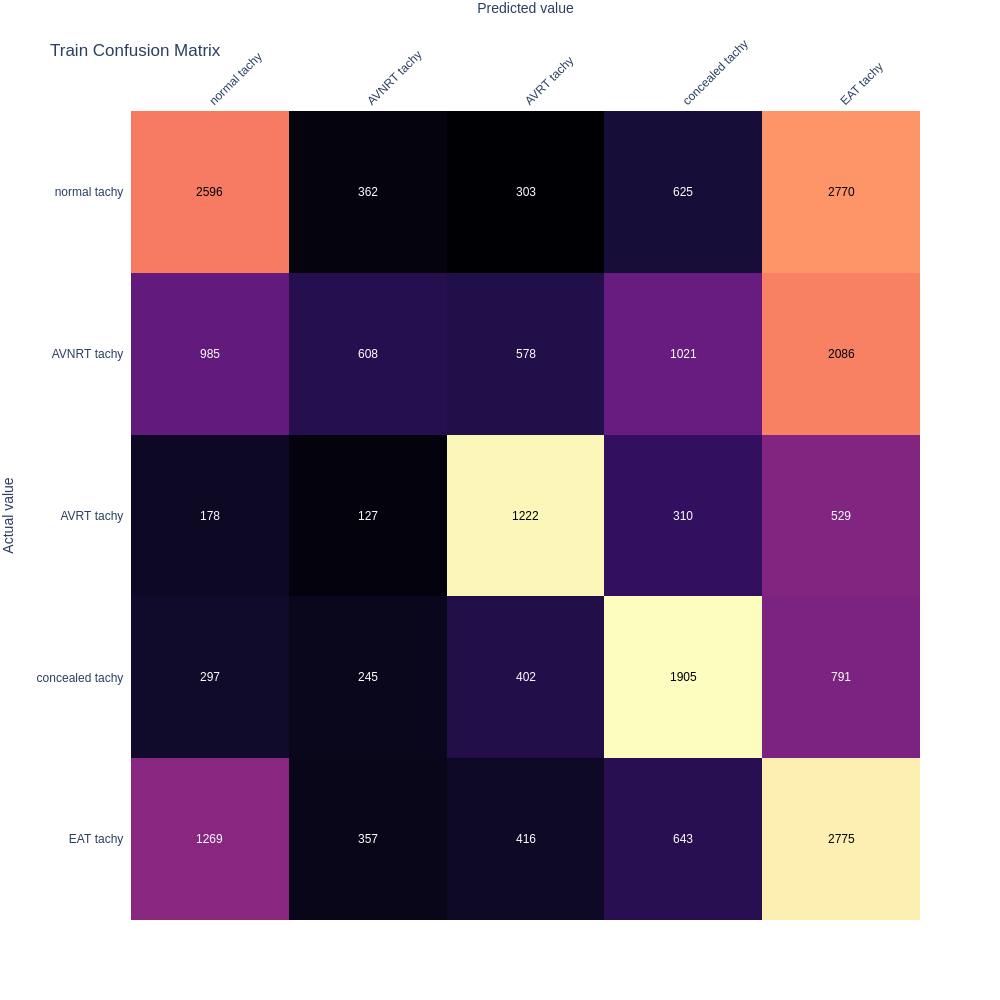 Predicted value
Train Confusion Matrix
normal tachy
AVNRT tachy
AVRT tachy
concealed tachy
EAT tachy
Actual value
normal tachy 2596 362 303 625 2770
AVNRT tachy 985 608 578 1021 2086
AVRT tachy 178 127 1222 310 529
concealed tachy 297 245 402 1905 791
EAT tachy 1269 357 416 643 2775